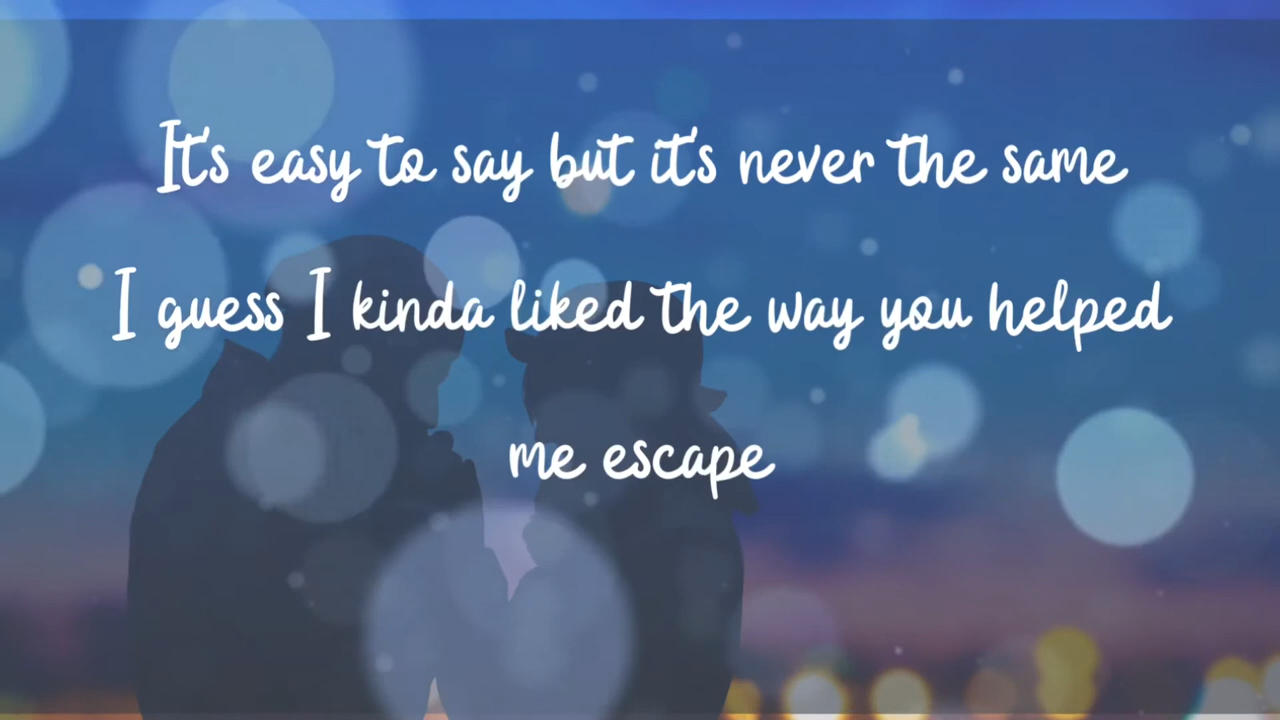 It's easy to say but it's never the same
I guess I kinda liked the way you helped
me escape